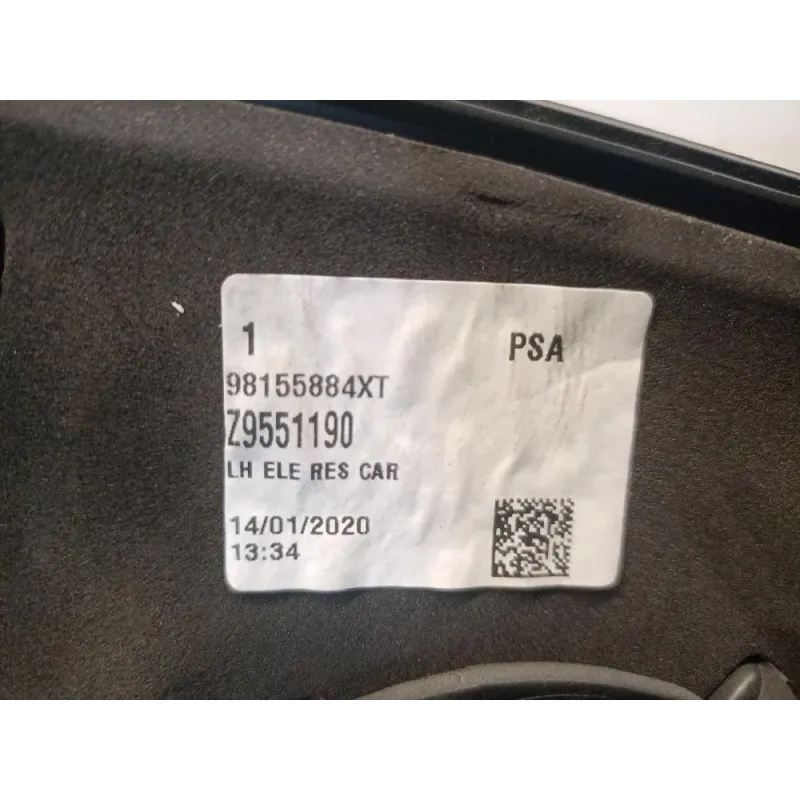 1 PSA
98155884XT
Z9551190
LH ELE RES CAR
14/01/2020
13:34